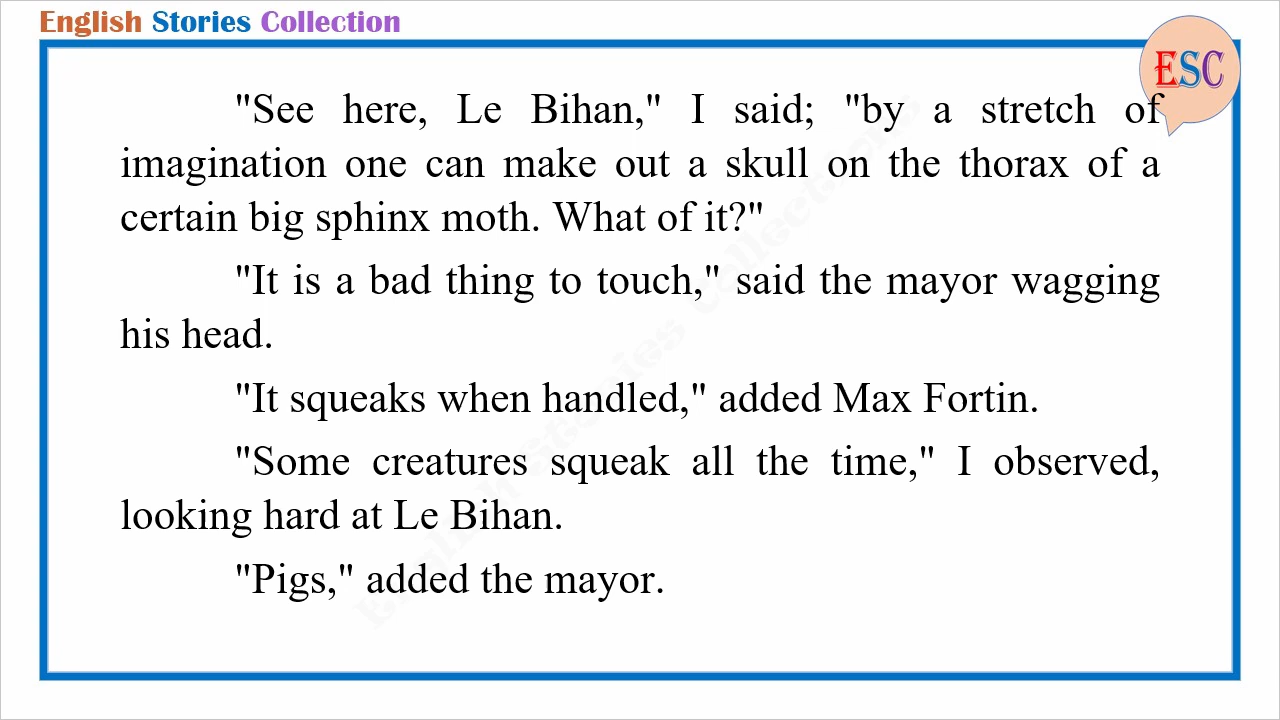 English Stories Collection
ESC
"See here, Le Bihan," I said; "by a stretch of
imagination one can make out a skull on the thorax of a
certain big sphinx moth. What of it?"
"It is a bad thing to touch," said the mayor wagging
his head.
"It squeaks when handled," added Max Fortin.
"Some creatures squeak all the time," I observed,
looking hard at Le Bihan.
"Pigs," added the mayor.
English Stories Collections